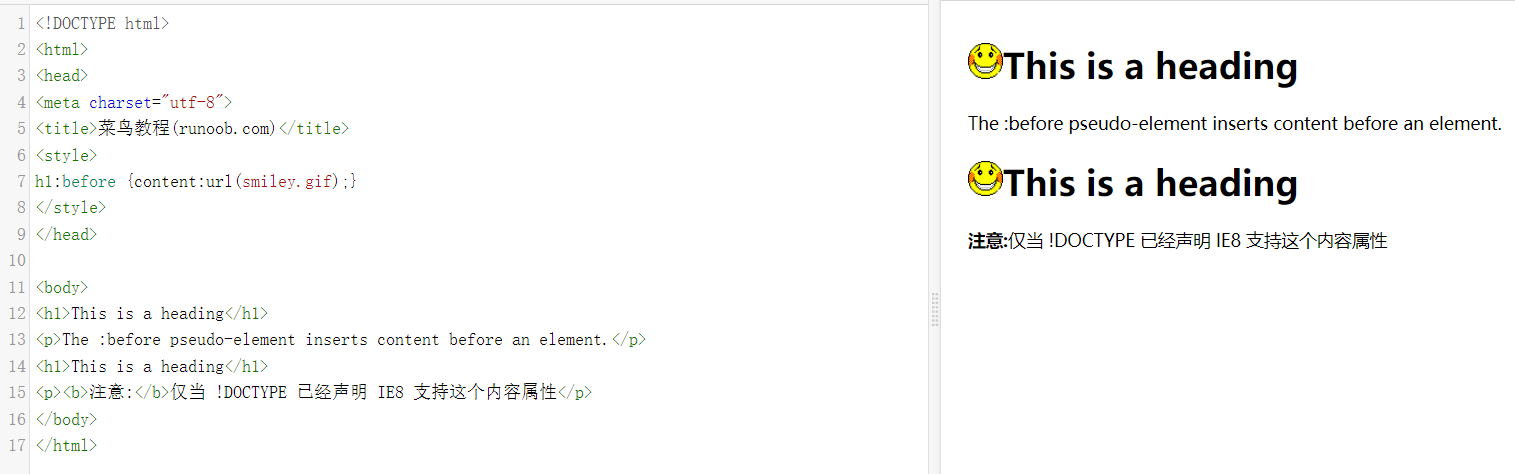 1 <!DOCTYPE html>
2 <html>
3 <head>
4 <meta charset="utf-8">
5 <title>菜鸟教程(runoob.com)</title>
6 <style>
7 h1:before {content:url(smiley.gif);}
8 </style>
9 </head>
10
11 <body>
12 <h1>This is a heading</h1>
13 <p>The :before pseudo-element inserts content before an element.</p>
14 <h1>This is a heading</h1>
15 <p><b>注意:</b>仅当 !DOCTYPE 已经声明 IE8 支持这个内容属性</p>
16 </body>
17 </html>
This is a heading
The :before pseudo-element inserts content before an element.
This is a heading
注意:仅当 !DOCTYPE 已经声明 IE8 支持这个内容属性